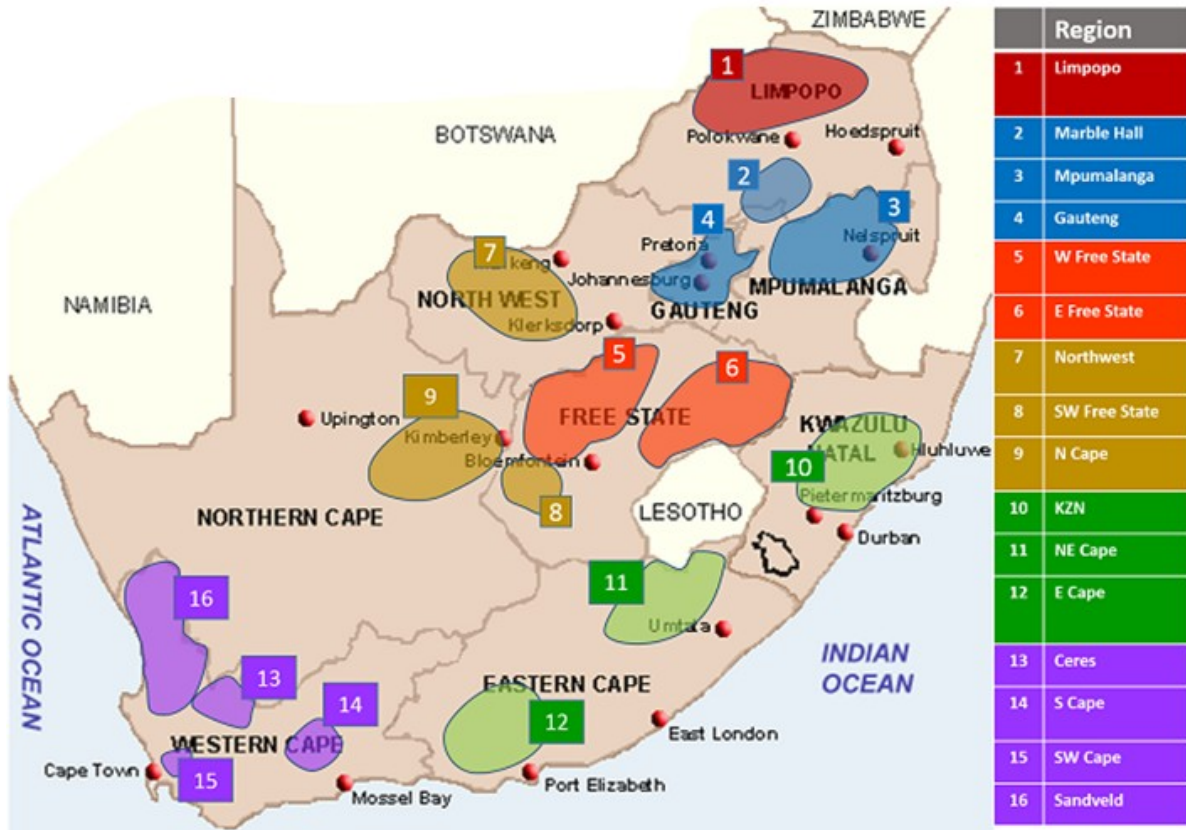 ZIMBABWE
1
LIMPOPO
BOTSWANA
Polokwane
Hoedspruit
2
3
4
Pretoria
Nelspruit
7
Johannesburg
MPUMALANGA
NAMIBIA
NORTH WEST
GAUTENG
Klerksdorp
5
6
9
Upington
FREE STATE
KWAZULU
NATAL
Kimberley
Hluhluwe
Bloemfontein
10
Pietermaritzburg
8
LESOTHO
NORTHERN CAPE
Durban
ATLANTIC OCEAN
11
16
Umtata
INDIAN
OCEAN
13
EASTERN CAPE
14
12
WESTERN CAPE
East London
Cape Town
15
Port Elizabeth
Mossel Bay
Region
1 Limpopo
2 Marble Hall
3 Mpumalanga
4 Gauteng
5 W Free State
6 E Free State
7 Northwest
8 SW Free State
9 N Cape
10 KZN
11 NE Cape
12 E Cape
13 Ceres
14 S Cape
15 SW Cape
16 Sandveld